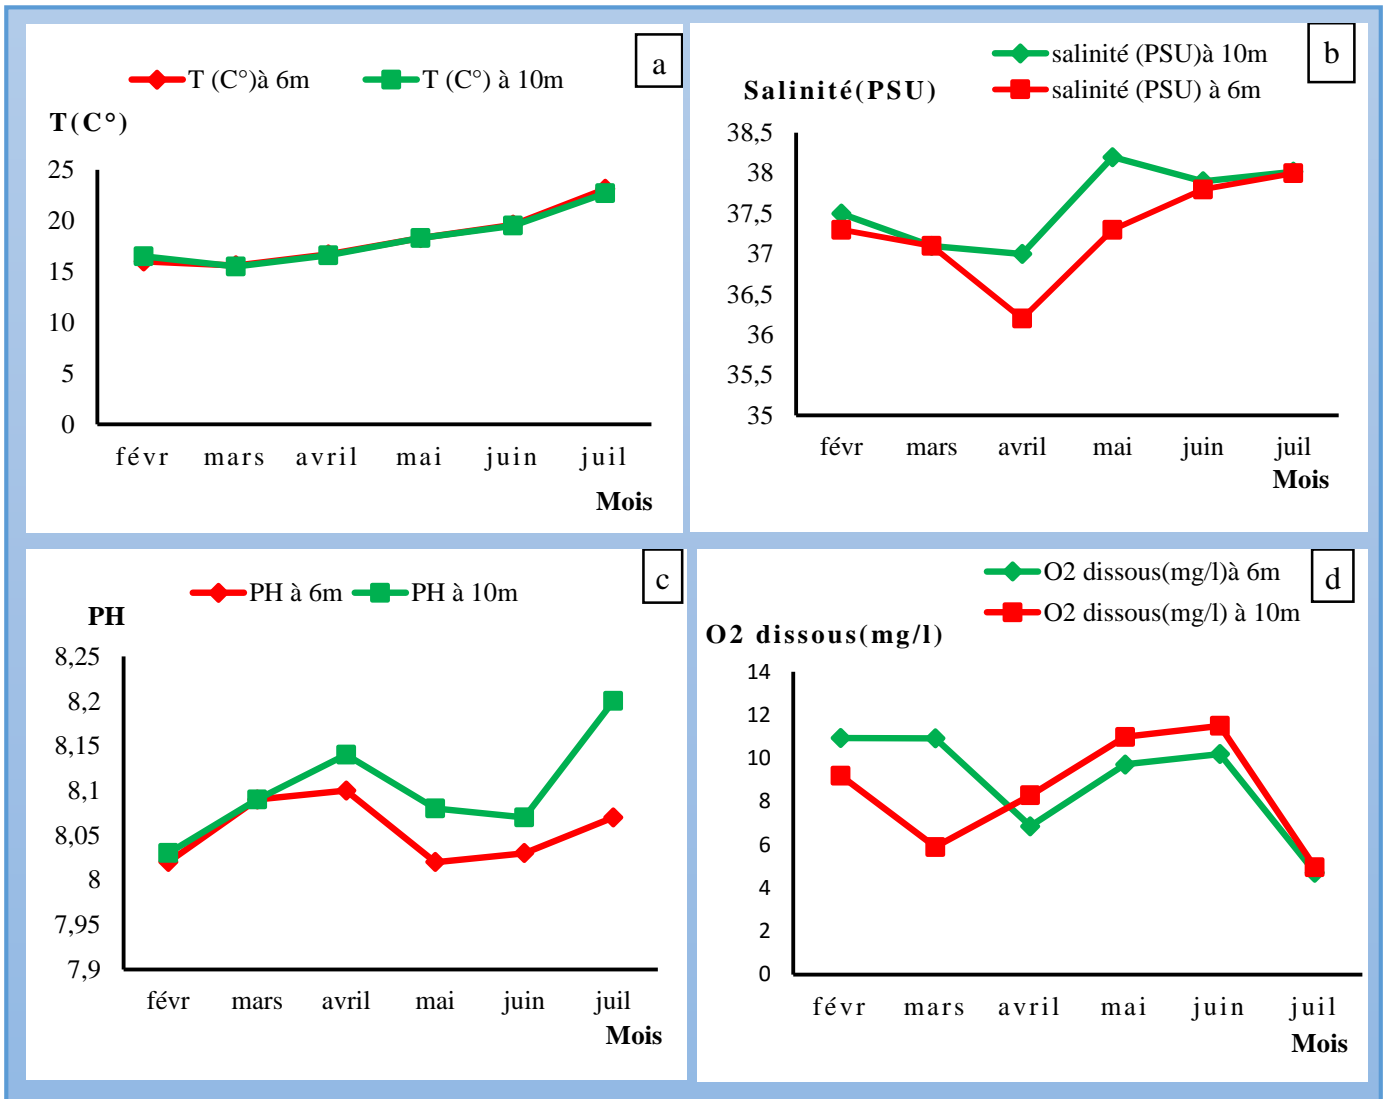 a
T (C°)à 6m
T (C°) à 10m
T(C°)
25
20
15
10
5
0
févr mars avril mai juin juil
Mois
b
salinité (PSU)à 10m
salinité (PSU) à 6m
Salinité(PSU)
38,5
38
37,5
37
36,5
36
35,5
35
févr mars avril mai juin juil
Mois
c
PH à 6m
PH à 10m
PH
8,25
8,2
8,15
8,1
8,05
8
7,95
7,9
févr mars avril mai juin juil
Mois
d
O2 dissous(mg/l)à 6m
O2 dissous(mg/l) à 10m
O2 dissous(mg/l)
14
12
10
8
6
4
2
0
févr mars avril mai juin juil
Mois